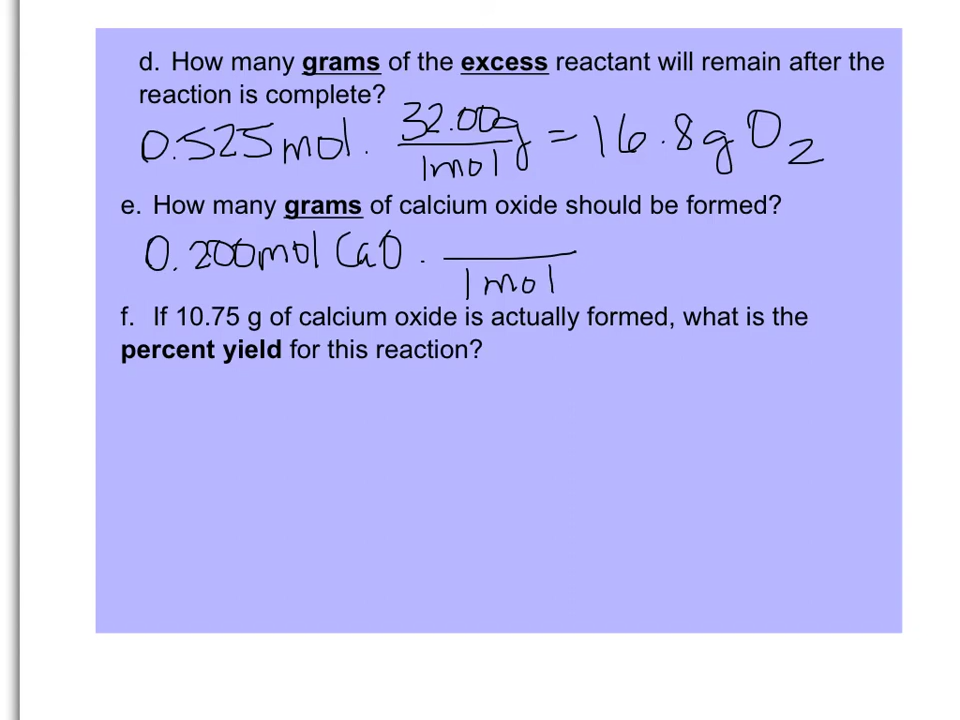 d. How many grams of the excess reactant will remain after the
reaction is complete?
0.525 mol · 32.00g / 1 mol = 16.8g O2
e. How many grams of calcium oxide should be formed?
0.200 mol CaO · / 1 mol
f. If 10.75 g of calcium oxide is actually formed, what is the
percent yield for this reaction?